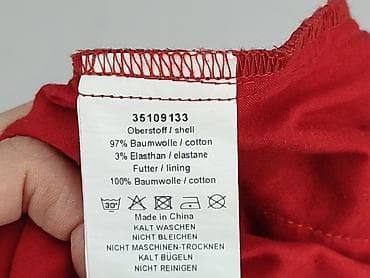 35109133
Oberstoff / shell
97% Baumwolle / cotton
3% Elasthan / elastane
Futter / lining
100% Baumwolle / cotton
30°
Made in China
KALT WASCHEN
NICHT BLEICHEN
NICHT MASCHINEN-TROCKNEN
KALT BÜGELN
NICHT REINIGEN